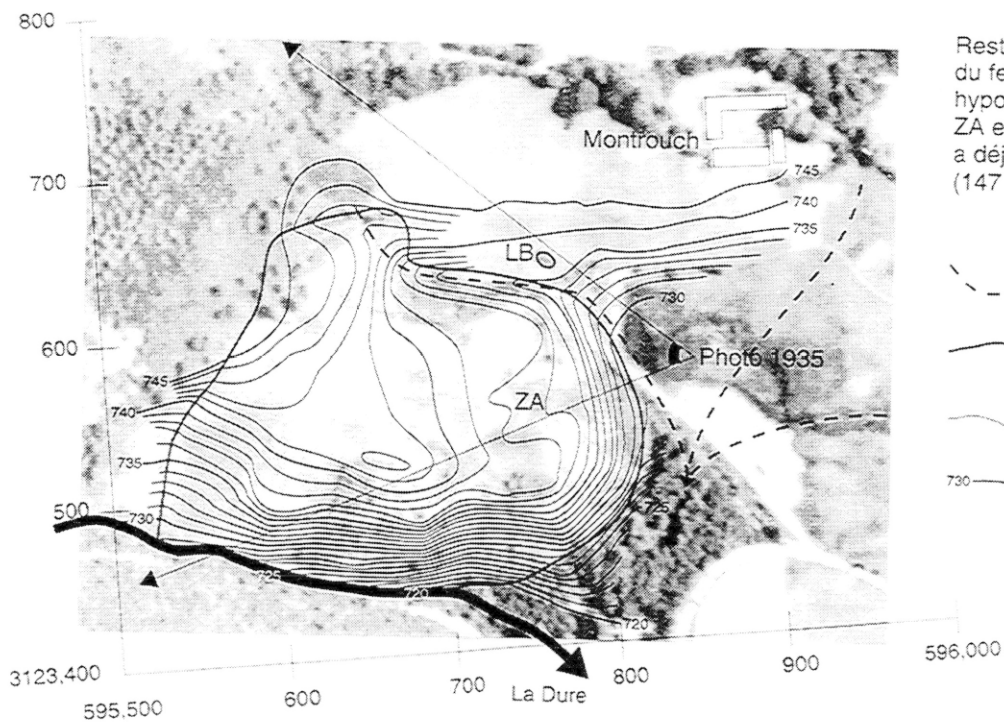 800
700
600
500
3123,400
595,500
600
700
800
900
596,000
La Dure
Montrouch
LB
ZA
Photo 1935
745
740
735
730
725
720
745
740
735
730
725
720
730
Rest
du fe
hypo
ZA e
a déj
(147